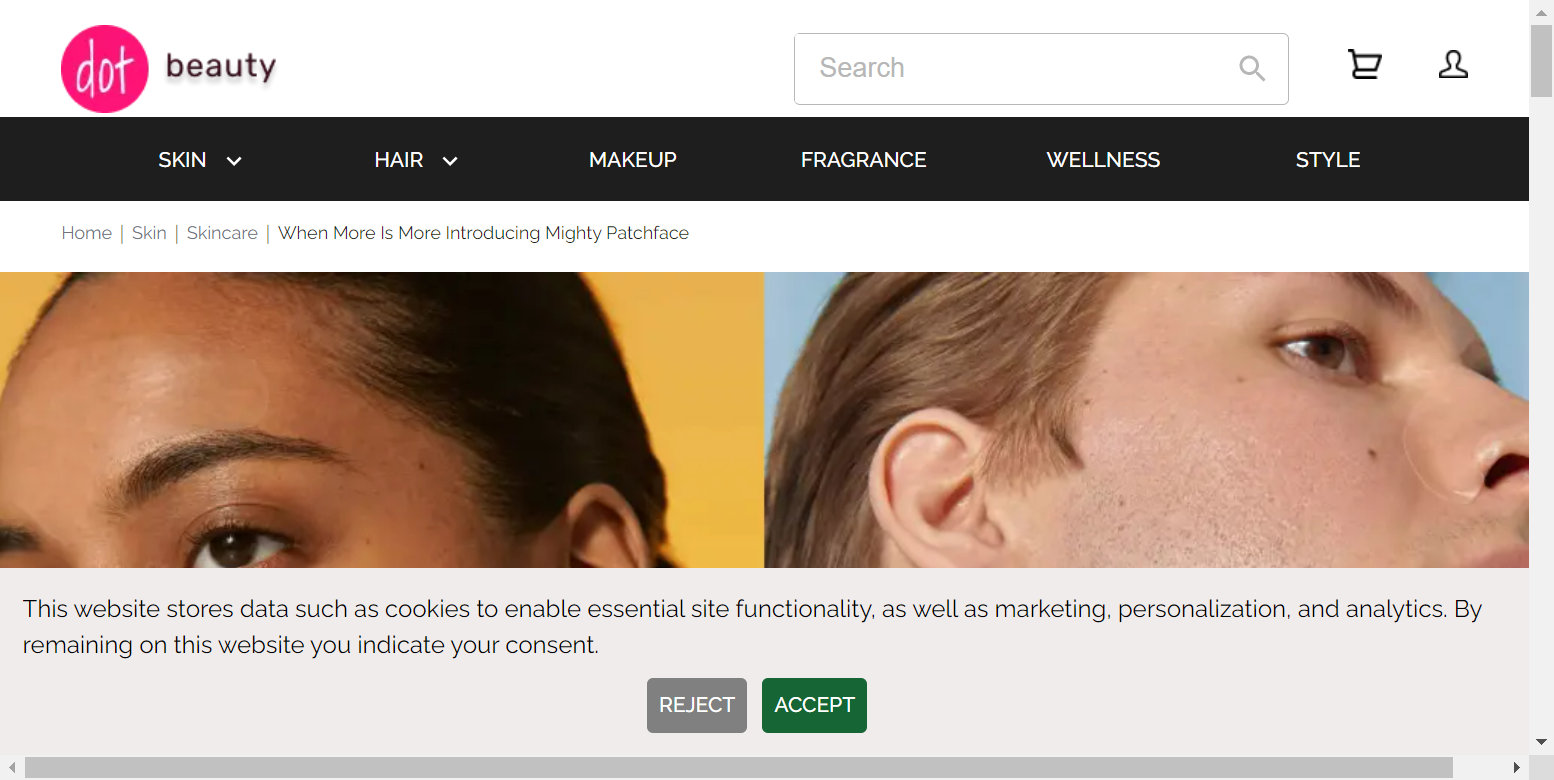 dot beauty
Search
SKIN HAIR MAKEUP FRAGRANCE WELLNESS STYLE
Home | Skin | Skincare | When More Is More Introducing Mighty Patchface
This website stores data such as cookies to enable essential site functionality, as well as marketing, personalization, and analytics. By
remaining on this website you indicate your consent.
REJECT ACCEPT